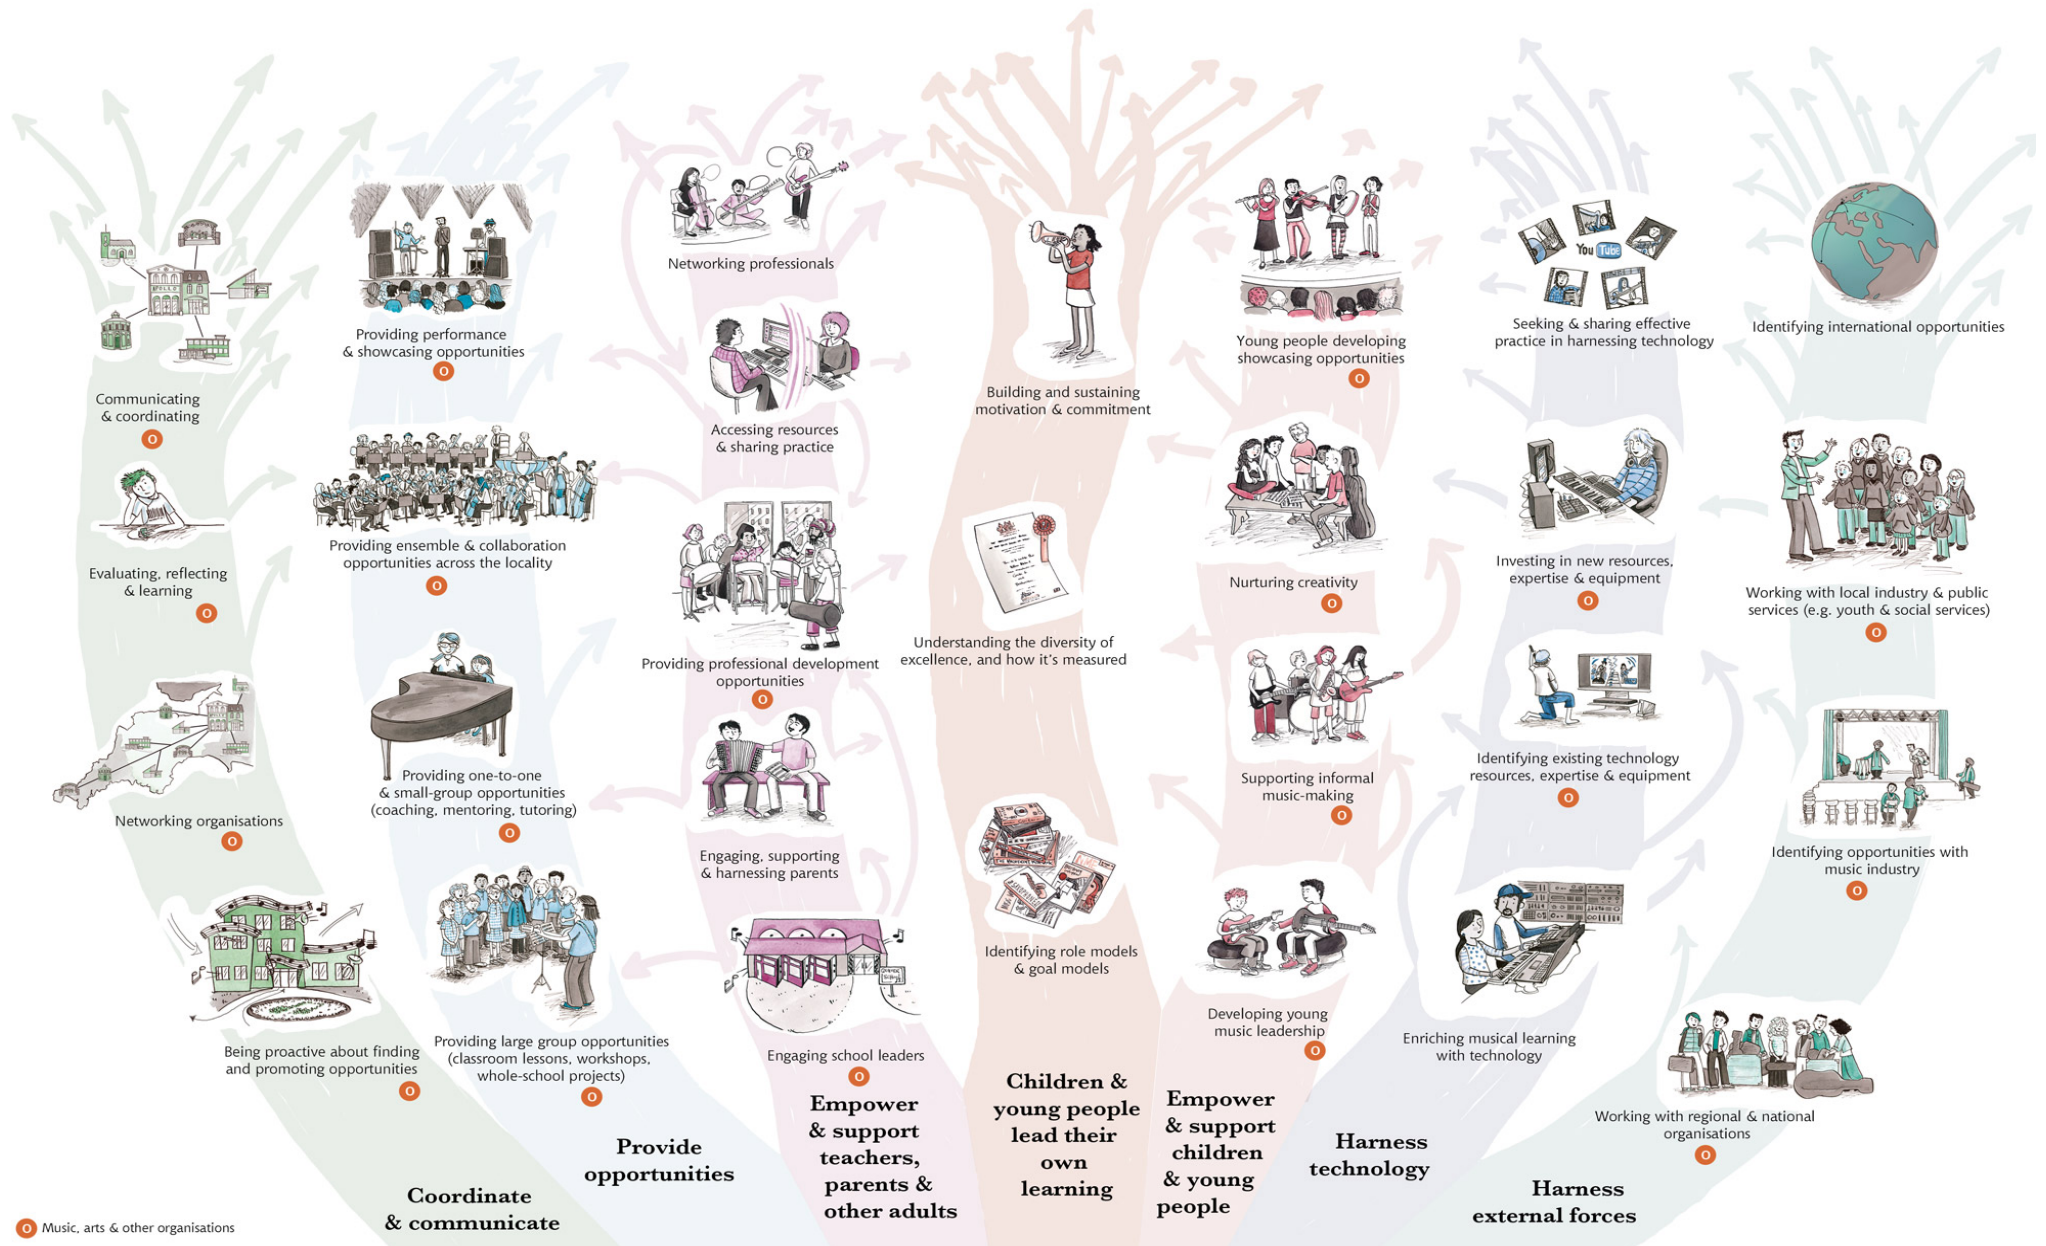 Communicating
& coordinating
O
Evaluating, reflecting
& learning
O
Networking organisations
O
Being proactive about finding
and promoting opportunities
O
Coordinate
& communicate
Providing performance
& showcasing opportunities
O
Providing ensemble & collaboration
opportunities across the locality
O
Providing one-to-one
& small-group opportunities
(coaching, mentoring, tutoring)
O
Providing large group opportunities
(classroom lessons, workshops,
whole-school projects)
O
Provide
opportunities
Networking professionals
Accessing resources
& sharing practice
Providing professional development
opportunities
O
Engaging, supporting
& harnessing parents
Engaging school leaders
O
Empower
& support
teachers,
parents &
other adults
Building and sustaining
motivation & commitment
Understanding the diversity of
excellence, and how it's measured
Identifying role models
& goal models
Children &
young people
lead their
own
learning
Young people developing
showcasing opportunities
O
Nurturing creativity
O
Supporting informal
music-making
O
Developing young
music leadership
O
Empower
& support
children
& young
people
You Tube
Seeking & sharing effective
practice in harnessing technology
Investing in new resources,
expertise & equipment
O
Identifying existing technology
resources, expertise & equipment
O
Enriching musical learning
with technology
Harness
technology
Identifying international opportunities
Working with local industry & public
services (e.g. youth & social services)
O
Identifying opportunities with
music industry
O
Working with regional & national
organisations
O
Harness
external forces
O Music, arts & other organisations